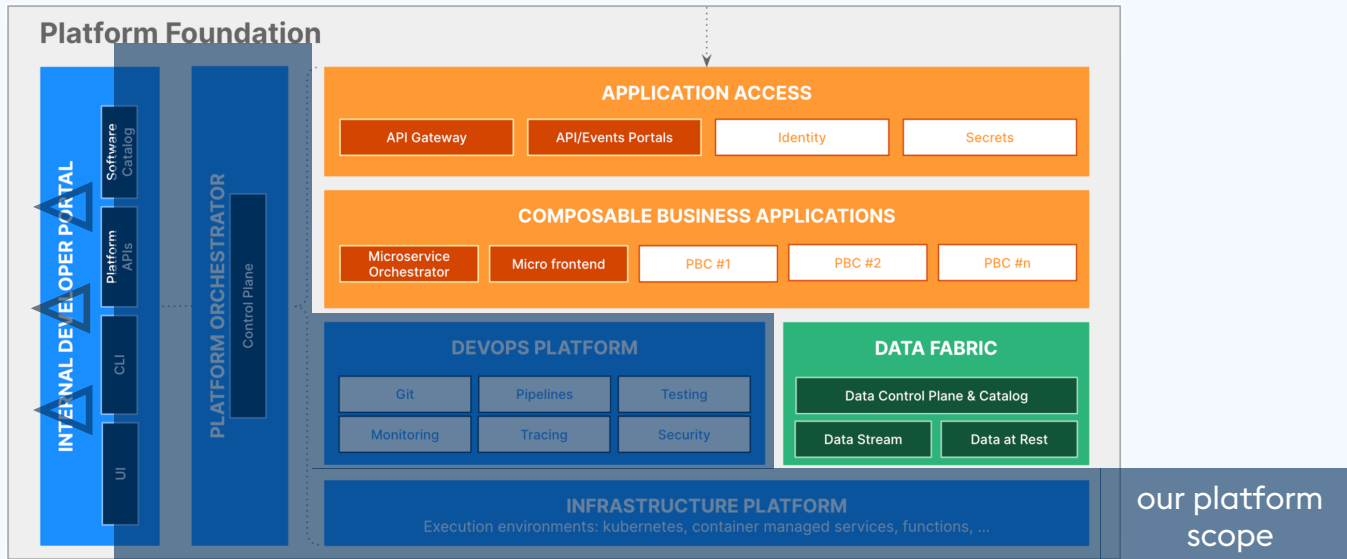 Platform Foundation
INTERNAL DEVELOPER PORTAL
Software
Catalog
Platform
APIs
CLI
UI
PLATFORM ORCHESTRATOR
Control Plane
APPLICATION ACCESS
API Gateway
API/Events Portals
Identity
Secrets
COMPOSABLE BUSINESS APPLICATIONS
Microservice
Orchestrator
Micro frontend
PBC #1
PBC #2
PBC #n
DEVOPS PLATFORM
Git
Pipelines
Testing
Monitoring
Tracing
Security
DATA FABRIC
Data Control Plane & Catalog
Data Stream
Data at Rest
INFRASTRUCTURE PLATFORM
Execution environments: kubernetes, container managed services, functions, ...
our platform
scope